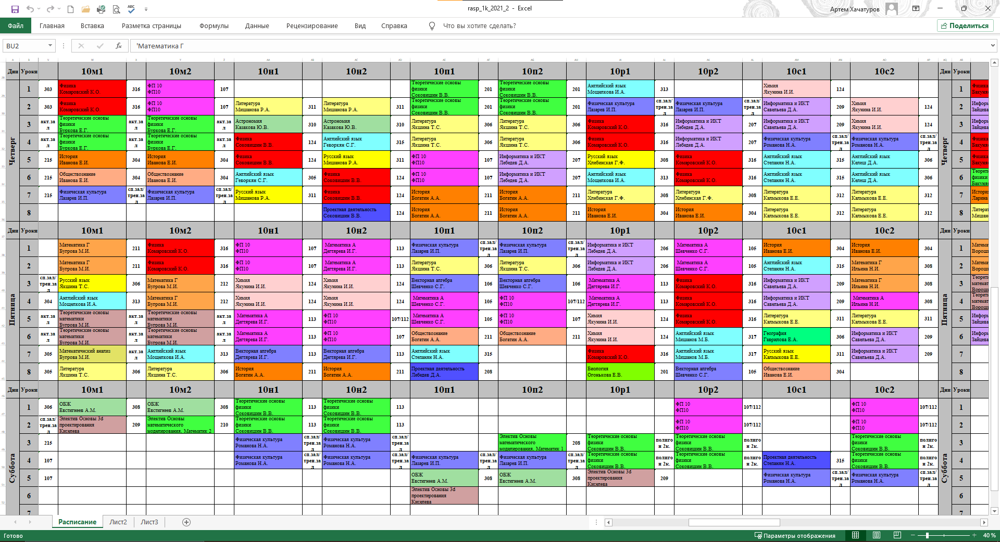 rasp_1k_2021_2 - Excel
Артем Хачатуров
Файл Главная Вставка Разметка страницы Формулы Данные Рецензирование Вид Справка Что вы хотите сделать? Поделиться
BU2 fx 'Математика Г
Дни Уроки 10м1 10м2 10н1 10н2 10п1 10п2 10р1 10р2 10с1 10с2 Дни Уроки
Четверг
1 303 Физика Комаровский К.О. 316 ФП 10 ФП10 107 Теоретические основы физики Соковишин В.В. 201 Теоретические основы физики Соковишин В.В. 201 Английский язык Мощелкова И.А. 313 Химия Якунина И.И. 124 1
2 303 Физика Комаровский К.О. 316 ФП 10 ФП10 107 Литература Мишанова Р.А. 311 Литература Мишанова Р.А. 311 Теоретические основы физики Соковишин В.В. 201 Теоретические основы физики Соковишин В.В. 201 Физическая культура Лазарев И.П. сп.зал/трен.зал Физическая культура Лазарев И.П. сп.зал/трен.зал Информатика и ИКТ Савельева Д.А. 209 Химия Якунина И.И. 124 2
3 акт.зал Теоретические основы физики Буркова Е.Г. акт.зал Теоретические основы физики Буркова Е.Г. акт.зал Астрономия Казакова Ю.В. 310 Астрономия Казакова Ю.В. 310 Литература Якшина Т.С. 306 Литература Якшина Т.С. 306 Физика Комаровский К.О. 316 Информатика и ИКТ Лебедев Д.А. 207 Информатика и ИКТ Савельева Д.А. 209 Химия Якунина И.И. 124 3
4 акт.зал Теоретические основы физики Буркова Е.Г. акт.зал Теоретические основы физики Буркова Е.Г. акт.зал Физика Соковишин В.В. 124 Английский язык Геворкян С.Г. 315 Литература Якшина Т.С. 306 Литература Якшина Т.С. 306 Физика Комаровский К.О. 316 Информатика и ИКТ Лебедев Д.А. 207 Физическая культура Романова Н.А. сп.зал/трен.зал Физическая культура Романова Н.А. сп.зал/трен.зал 4
5 215 История Иванова Е.И. 304 История Иванова Е.И. 304 Физика Соковишин В.В. 124 Русский язык Мишанова Р.А. 311 ФП 10 ФП10 107 Информатика и ИКТ Лебедев Д.А. 207 Русский язык Хлебинская Г.Ф. 308 Физика Комаровский К.О. 316 Английский язык Степанян Н.А. 315 Английский язык Келеш Д.А. 306 5
6 215 Обществознание Иванова Е.И. 304 Обществознание Иванова Е.И. 304 Английский язык Геворкян С.Г. 305 Физика Соковишин В.В. 124 ФП 10 ФП10 107 Информатика и ИКТ Лебедев Д.А. 207 Английский язык Мощелкова И.А. 313 Физика Комаровский К.О. 316 Английский язык Степанян Н.А. 315 Английский язык Келеш Д.А. 306 6
7 215 Физическая культура Лазарев И.П. сп.зал/трен.зал Физическая культура Лазарев И.П. сп.зал/трен.зал Русский язык Мишанова Р.А. 311 Физика Соковишин В.В. 124 История Богатин А.А. 211 История Богатин А.А. 211 Литература Хлебинская Г.Ф. 308 Литература Хлебинская Г.Ф. 308 Литература Калмыкова Е.Е. 312 Литература Калмыкова Е.Е. 312 7
8 Проектная деятельность Соковишин В.В. 124 История Богатин А.А. 211 История Богатин А.А. 211 История Иванова Е.И. 304 История Иванова Е.И. 304 Литература Калмыкова Е.Е. 312 Литература Калмыкова Е.Е. 312 8
Дни Уроки 10м1 10м2 10н1 10н2 10п1 10п2 10р1 10р2 10с1 10с2 Дни Уроки
Пятница
1 Математика Г Бугрова М.И. 211 Физика Комаровский К.О. 316 ФП 10 ФП10 107 Математика А Дегтярева И.Г. 113 Физическая культура Лазарев И.П. сп.зал/трен.зал Физическая культура Лазарев И.П. сп.зал/трен.зал Информатика и ИКТ Лебедев Д.А. 206 Математика А Шевченко С.Г. 105 История Иванова Е.И. 304 История Иванова Е.И. 304 1
2 Математика Г Бугрова М.И. 211 Физика Комаровский К.О. 316 ФП 10 ФП10 107 Математика А Дегтярева И.Г. 113 Литература Якшина Т.С. 306 Литература Якшина Т.С. 306 Информатика и ИКТ Лебедев Д.А. 206 Математика А Шевченко С.Г. 105 Английский язык Степанян Н.А. 315 Математика Г Ильина Н.И. 308 2
3 сп.зал/трен.зал Русский язык Якшина Т.С. 306 Математика Г Бугрова М.И. 212 Химия Якунина И.И. 124 Химия Якунина И.И. 124 Векторная алгебра Шевченко С.Г. 106 Векторная алгебра Шевченко С.Г. 106 Математика А Дегтярева И.Г. 113 Физика Комаровский К.О. 316 Информатика и ИКТ Савельева Д.А. 209 Математика Г Ильина Н.И. 308 3
4 304 Английский язык Мощелкова И.А. 313 Математика Г Бугрова М.И. 212 Химия Якунина И.И. 124 Химия Якунина И.И. 124 Математика А Шевченко С.Г. 105 ФП 10 ФП10 107/112 Математика А Дегтярева И.Г. 113 Физика Комаровский К.О. 316 Информатика и ИКТ Савельева Д.А. 209 Математика А Ильина Н.И. 308 4
5 акт.зал Теоретические основы математики Бугрова М.И. акт.зал Теоретические основы математики Бугрова М.И. акт.зал Математика А Дегтярева И.Г. 113 ФП 10 ФП10 107/112 Математика А Шевченко С.Г. 105 ФП 10 ФП10 107 Химия Якунина И.И. 124 Физика Комаровский К.О. 316 Литература Калмыкова Е.Е. 311 Литература Калмыкова Е.Е. 311 5
6 акт.зал Теоретические основы математики Бугрова М.И. акт.зал Теоретические основы математики Бугрова М.И. акт.зал Математика А Дегтярева И.Г. 113 ФП 10 ФП10 107 Обществознание Богатин А.А. 211 Обществознание Богатин А.А. 211 Химия Якунина И.И. 124 Английский язык Мишанов М.Б. 317 География Гаврилова Е.А. 306 Информатика и ИКТ Савельева Д.А. 209 6
7 305 Математический анализ Бугрова М.И. акт.зал Английский язык Мощелкова И.А. 313 Векторная алгебра Дегтярева И.Г. 113 Векторная алгебра Дегтярева И.Г. 113 Английский язык Степанян Н.А. 315 Физика Комаровский К.О. 316 Английский язык Мишанов М.Б. 317 Русский язык Калмыкова Е.Е. 311 Информатика и ИКТ Савельева Д.А. 209 7
8 305 Литература Якшина Т.С. 306 Литература Якшина Т.С. 306 История Богатин А.А. 211 История Богатин А.А. 211 Проектная деятельность Лебедев Д.А. 208 Биология Огонькова Е.В. 201 Векторная алгебра Шевченко С.Г. 105 Обществознание Иванова Е.И. 304 8
Дни Уроки 10м1 10м2 10н1 10н2 10п1 10п2 10р1 10р2 10с1 10с2 Дни Уроки
Суббота
1 306 ОБЖ Евстигнеев А.М. 308 ОБЖ Евстигнеев А.М. 308 Теоретические основы физики Соковишин В.В. 113 Теоретические основы физики Соковишин В.В. 113 ФП 10 ФП10 107/112 ФП 10 ФП10 107/112 1
2 сп.зал/трен.зал Электив Основы 3d проектирования Киселева 209 Электив Основы математического моделирования, Математик 2 210 Теоретические основы физики Соковишин В.В. 113 Теоретические основы физики Соковишин В.В. 113 ФП 10 ФП10 107/112 ФП 10 ФП10 107/112 2
3 215 Физическая культура Романова Н.А. сп.зал/трен.зал Физическая культура Романова Н.А. сп.зал/трен.зал Электив Основы математического моделирования, Математик 1 208 Теоретические основы физики Соковишин В.В. полигон 2к. Теоретические основы физики Соковишин В.В. полигон 2к. Теоретические основы физики Соковишин В.В. полигон 2к. 3
4 107 Физическая культура Романова Н.А. сп.зал/трен.зал Физическая культура Романова Н.А. сп.зал/трен.зал Физическая культура Лазарев И.П. сп.зал/трен.зал Физическая культура Лазарев И.П. сп.зал/трен.зал Теоретические основы физики Соковишин В.В. полигон 2к. Теоретические основы физики Соковишин В.В. полигон 2к. Проектная деятельность Степанян Н.А. 315 Теоретические основы физики Соковишин В.В. полигон 2к. 4
5 107 ОБЖ Евстигнеев А.М. 308 ОБЖ Евстигнеев А.М. 308 Электив Основы 3d проектирования Киселева 209 Физическая культура Романова Н.А. сп.зал/трен.зал Физическая культура Романова Н.А. сп.зал/трен.зал 5
6 Электив Основы 3d проектирования Киселева 6
7 7
Расписание Лист2 Лист3
Готово Параметры отображения 40 %